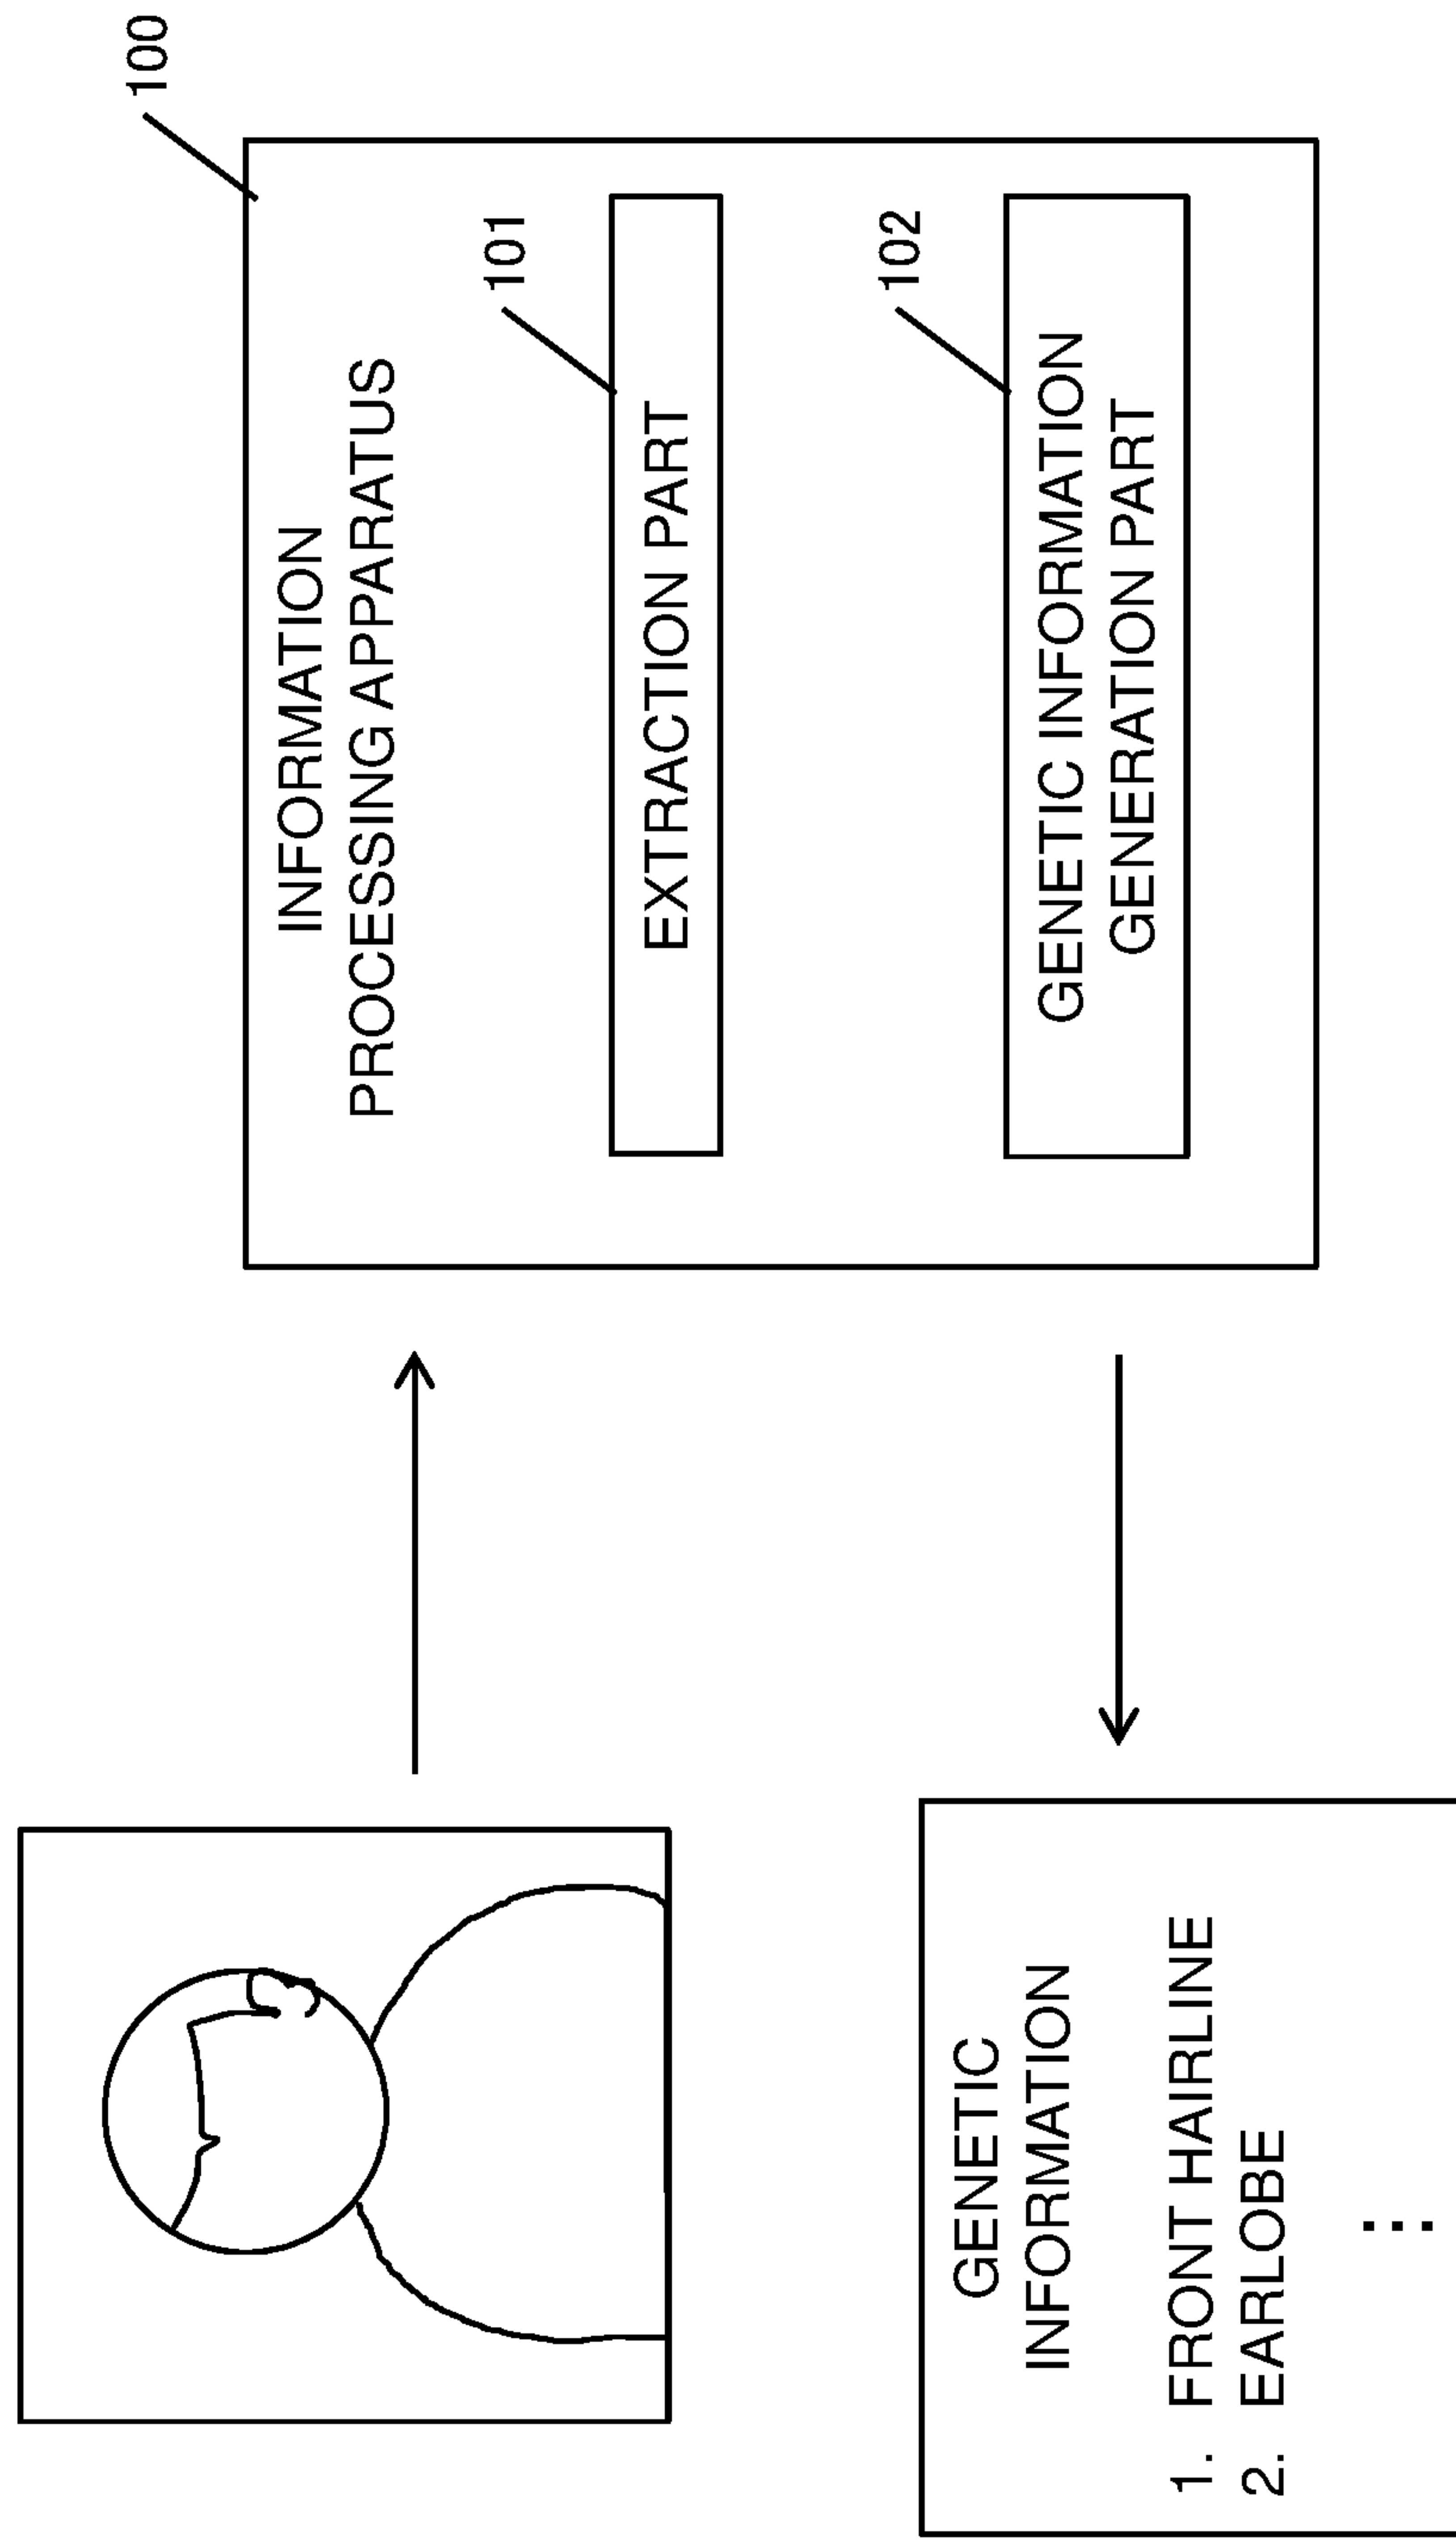 100
INFORMATION
PROCESSING APPARATUS
101
EXTRACTION PART
102
GENETIC INFORMATION
GENERATION PART
GENETIC
INFORMATION
1. FRONT HAIRLINE
2. EARLOBE
⋮